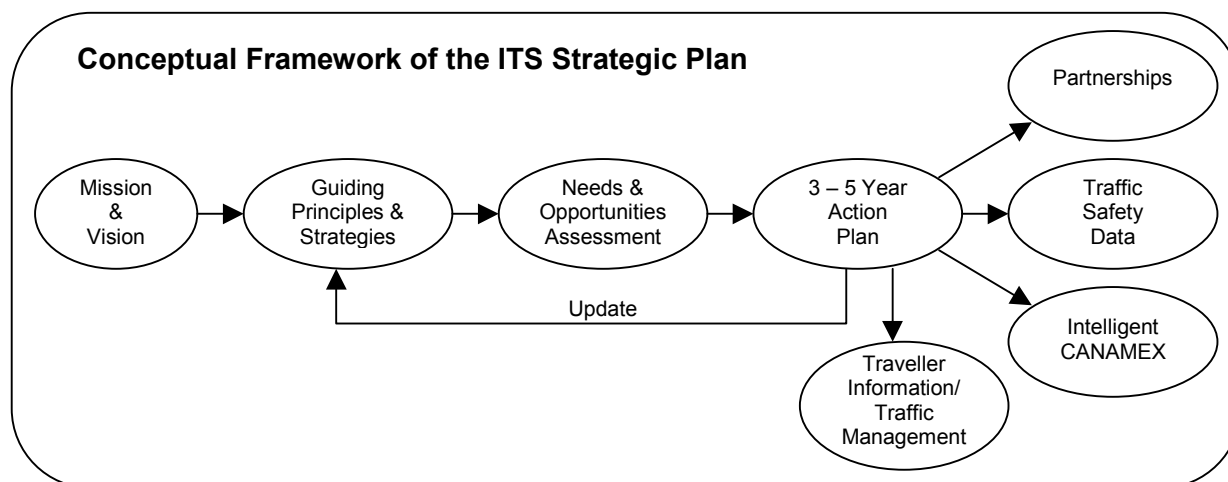 Conceptual Framework of the ITS Strategic Plan
Partnerships
Mission
&
Vision
Guiding
Principles &
Strategies
Needs &
Opportunities
Assessment
3 – 5 Year
Action
Plan
Traffic
Safety
Data
Update
Intelligent
CANAMEX
Traveller
Information/
Traffic
Management